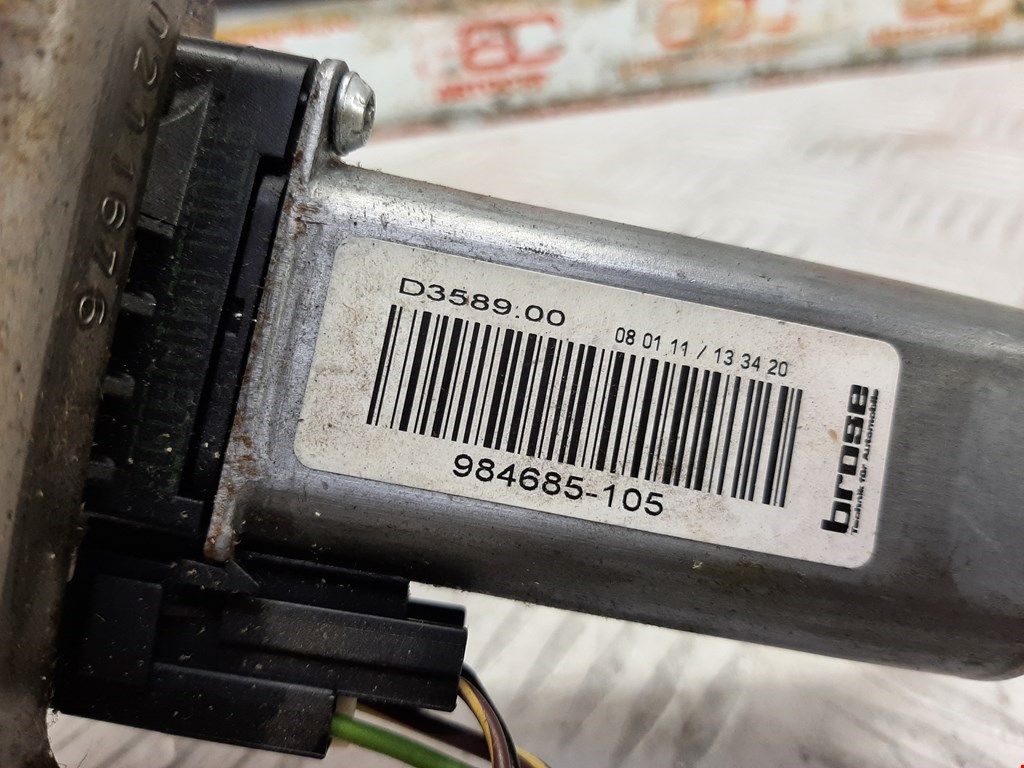 D3589.00
08 01 11 / 13 34 20
984685-105
brose
Technik für Automobile